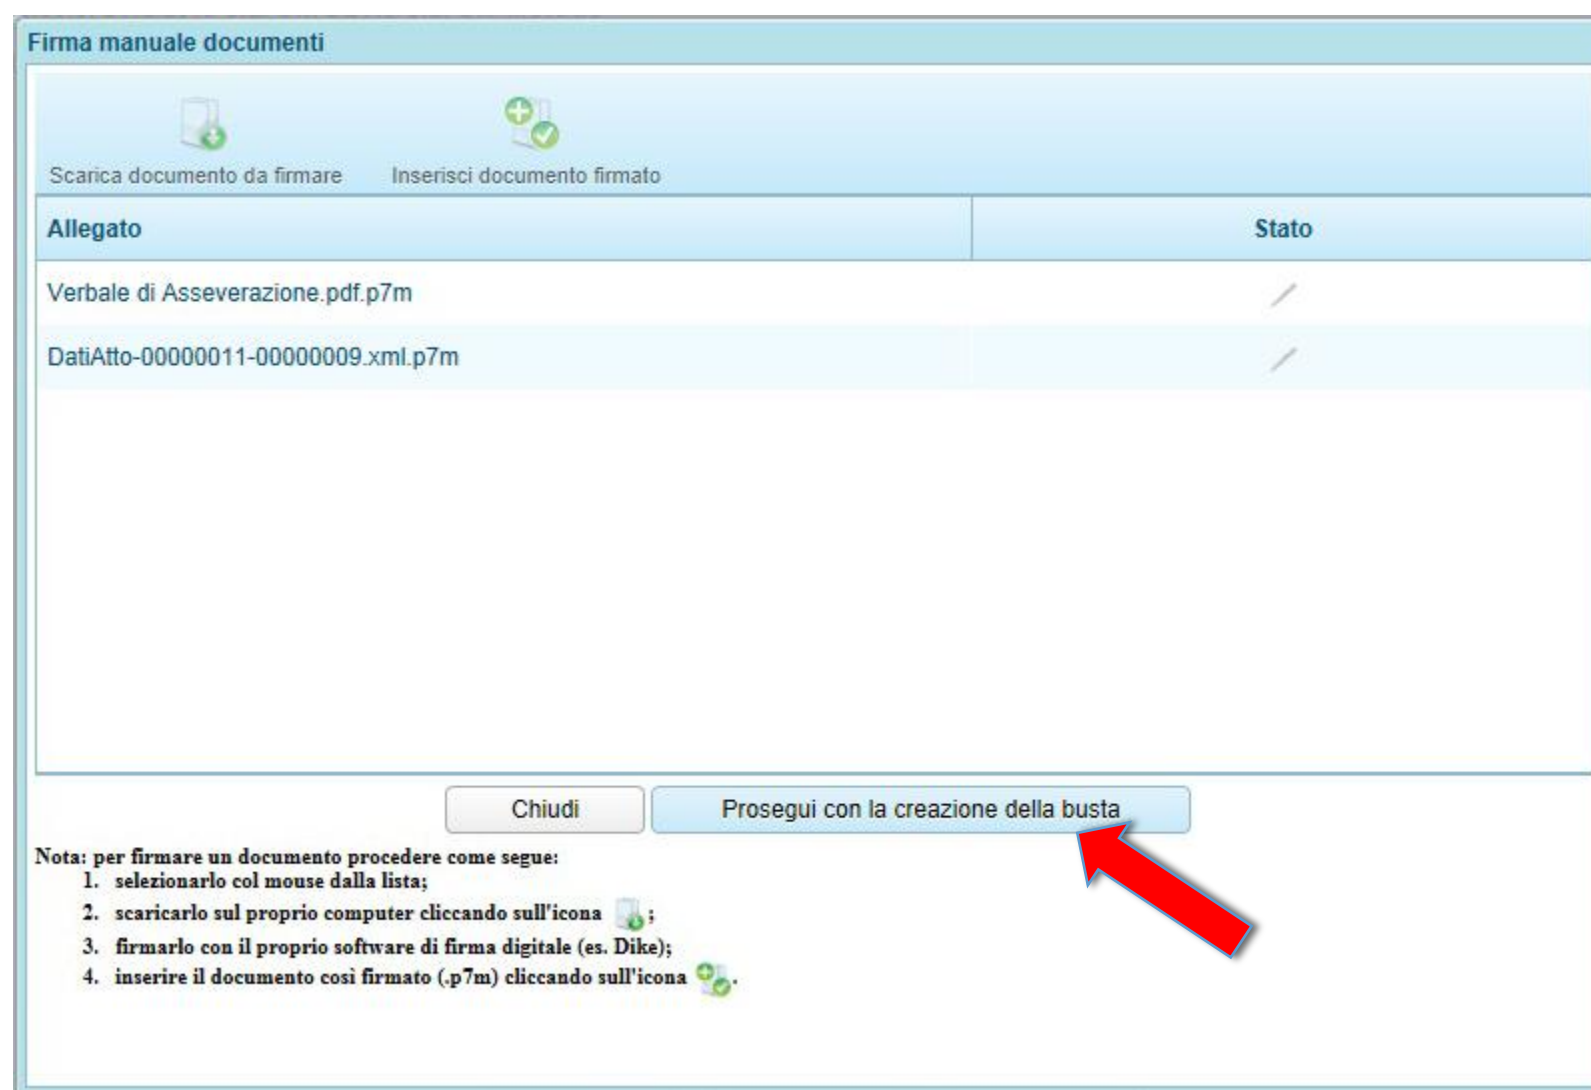 Firma manuale documenti
Scarica documento da firmare Inserisci documento firmato
Allegato Stato
Verbale di Asseverazione.pdf.p7m
DatiAtto-00000011-00000009.xml.p7m
Chiudi Prosegui con la creazione della busta
Nota: per firmare un documento procedere come segue:
1. selezionarlo col mouse dalla lista;
2. scaricarlo sul proprio computer cliccando sull'icona ;
3. firmarlo con il proprio software di firma digitale (es. Dike);
4. inserire il documento così firmato (.p7m) cliccando sull'icona .